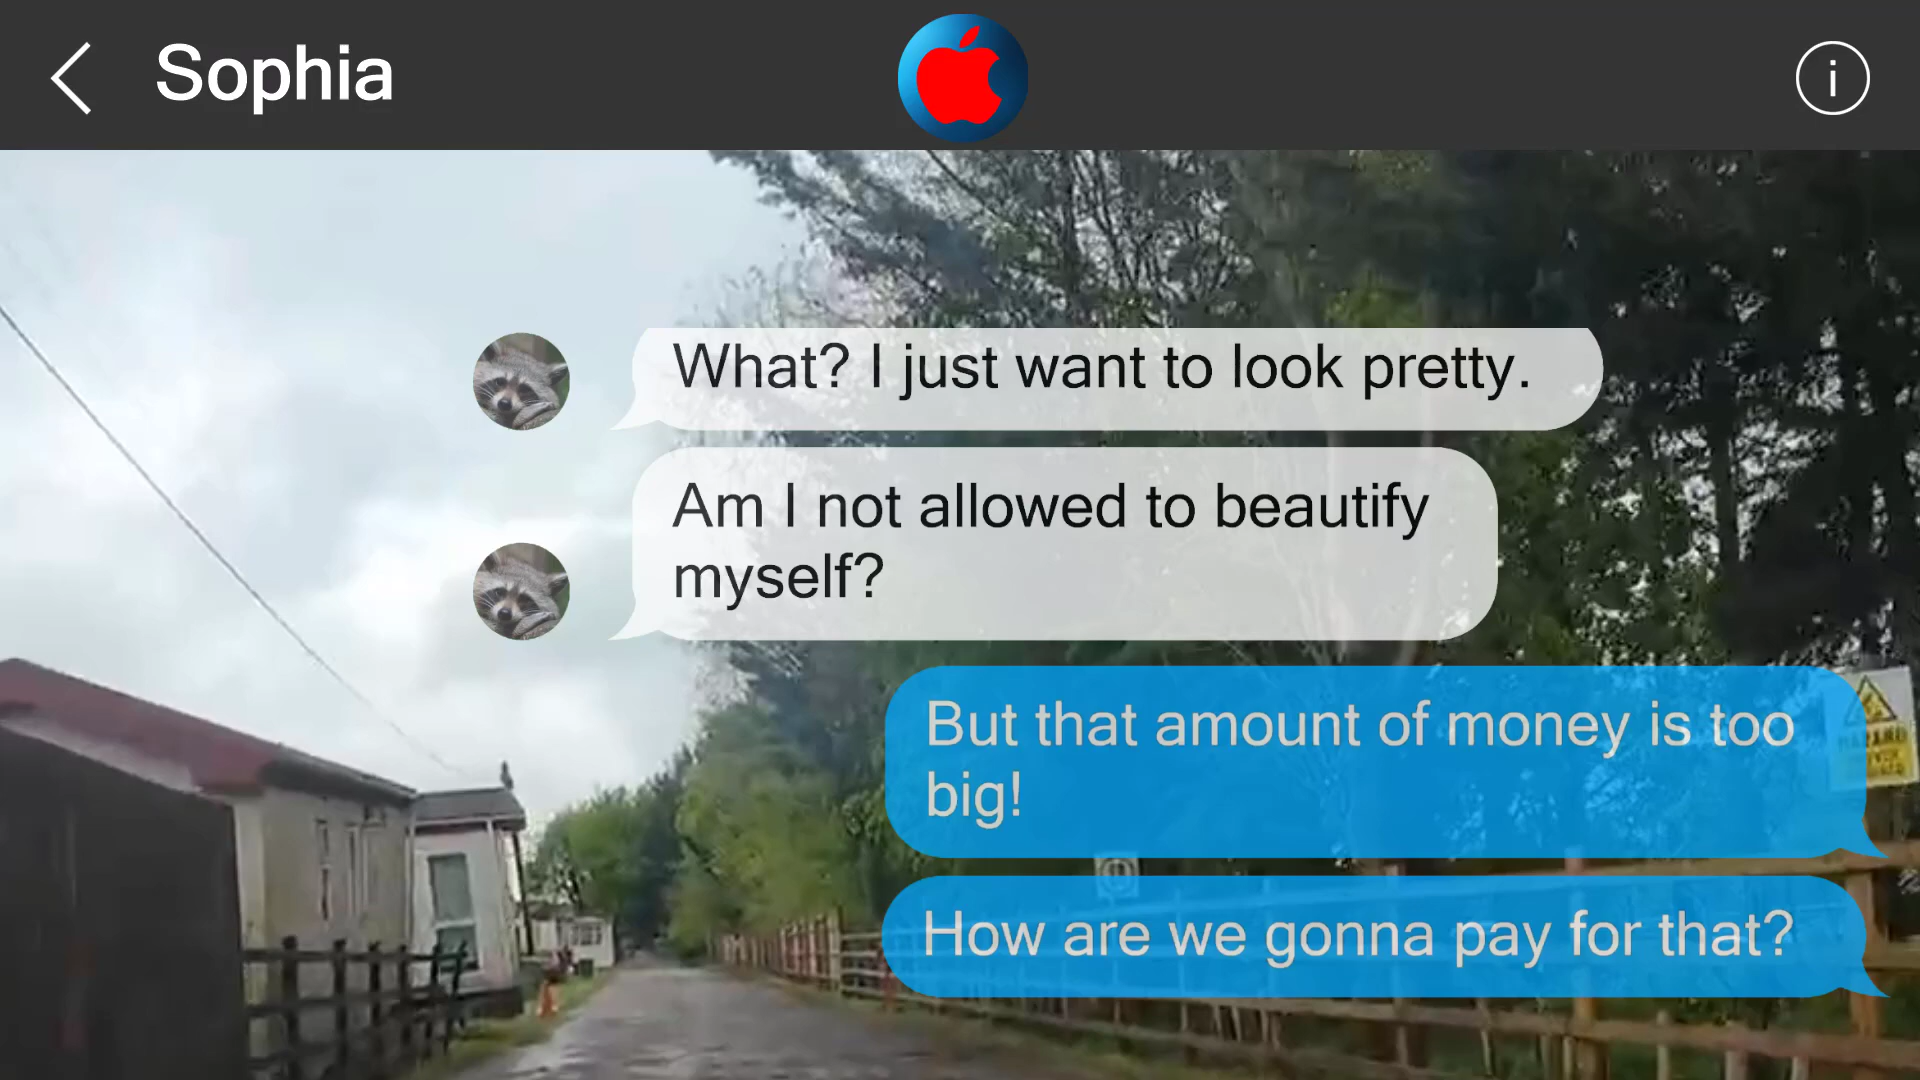 Sophia
What? I just want to look pretty.
Am I not allowed to beautify
myself?
But that amount of money is too
big!
How are we gonna pay for that?